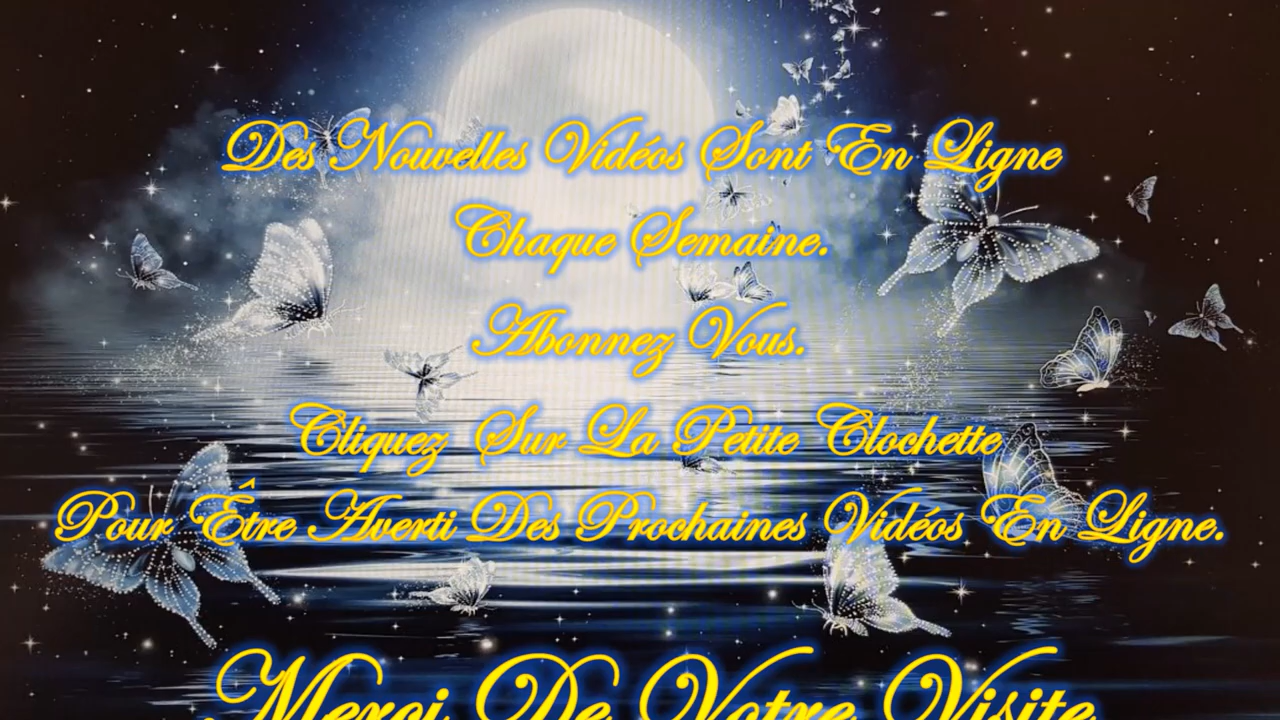 Des Nouvelles Vidéos Sont En Ligne
Chaque Semaine.
Abonnez Vous.
Cliquez Sur La Petite Clochette
Pour Être Averti Des Prochaines Vidéos En Ligne.
Merci De Votre Visite